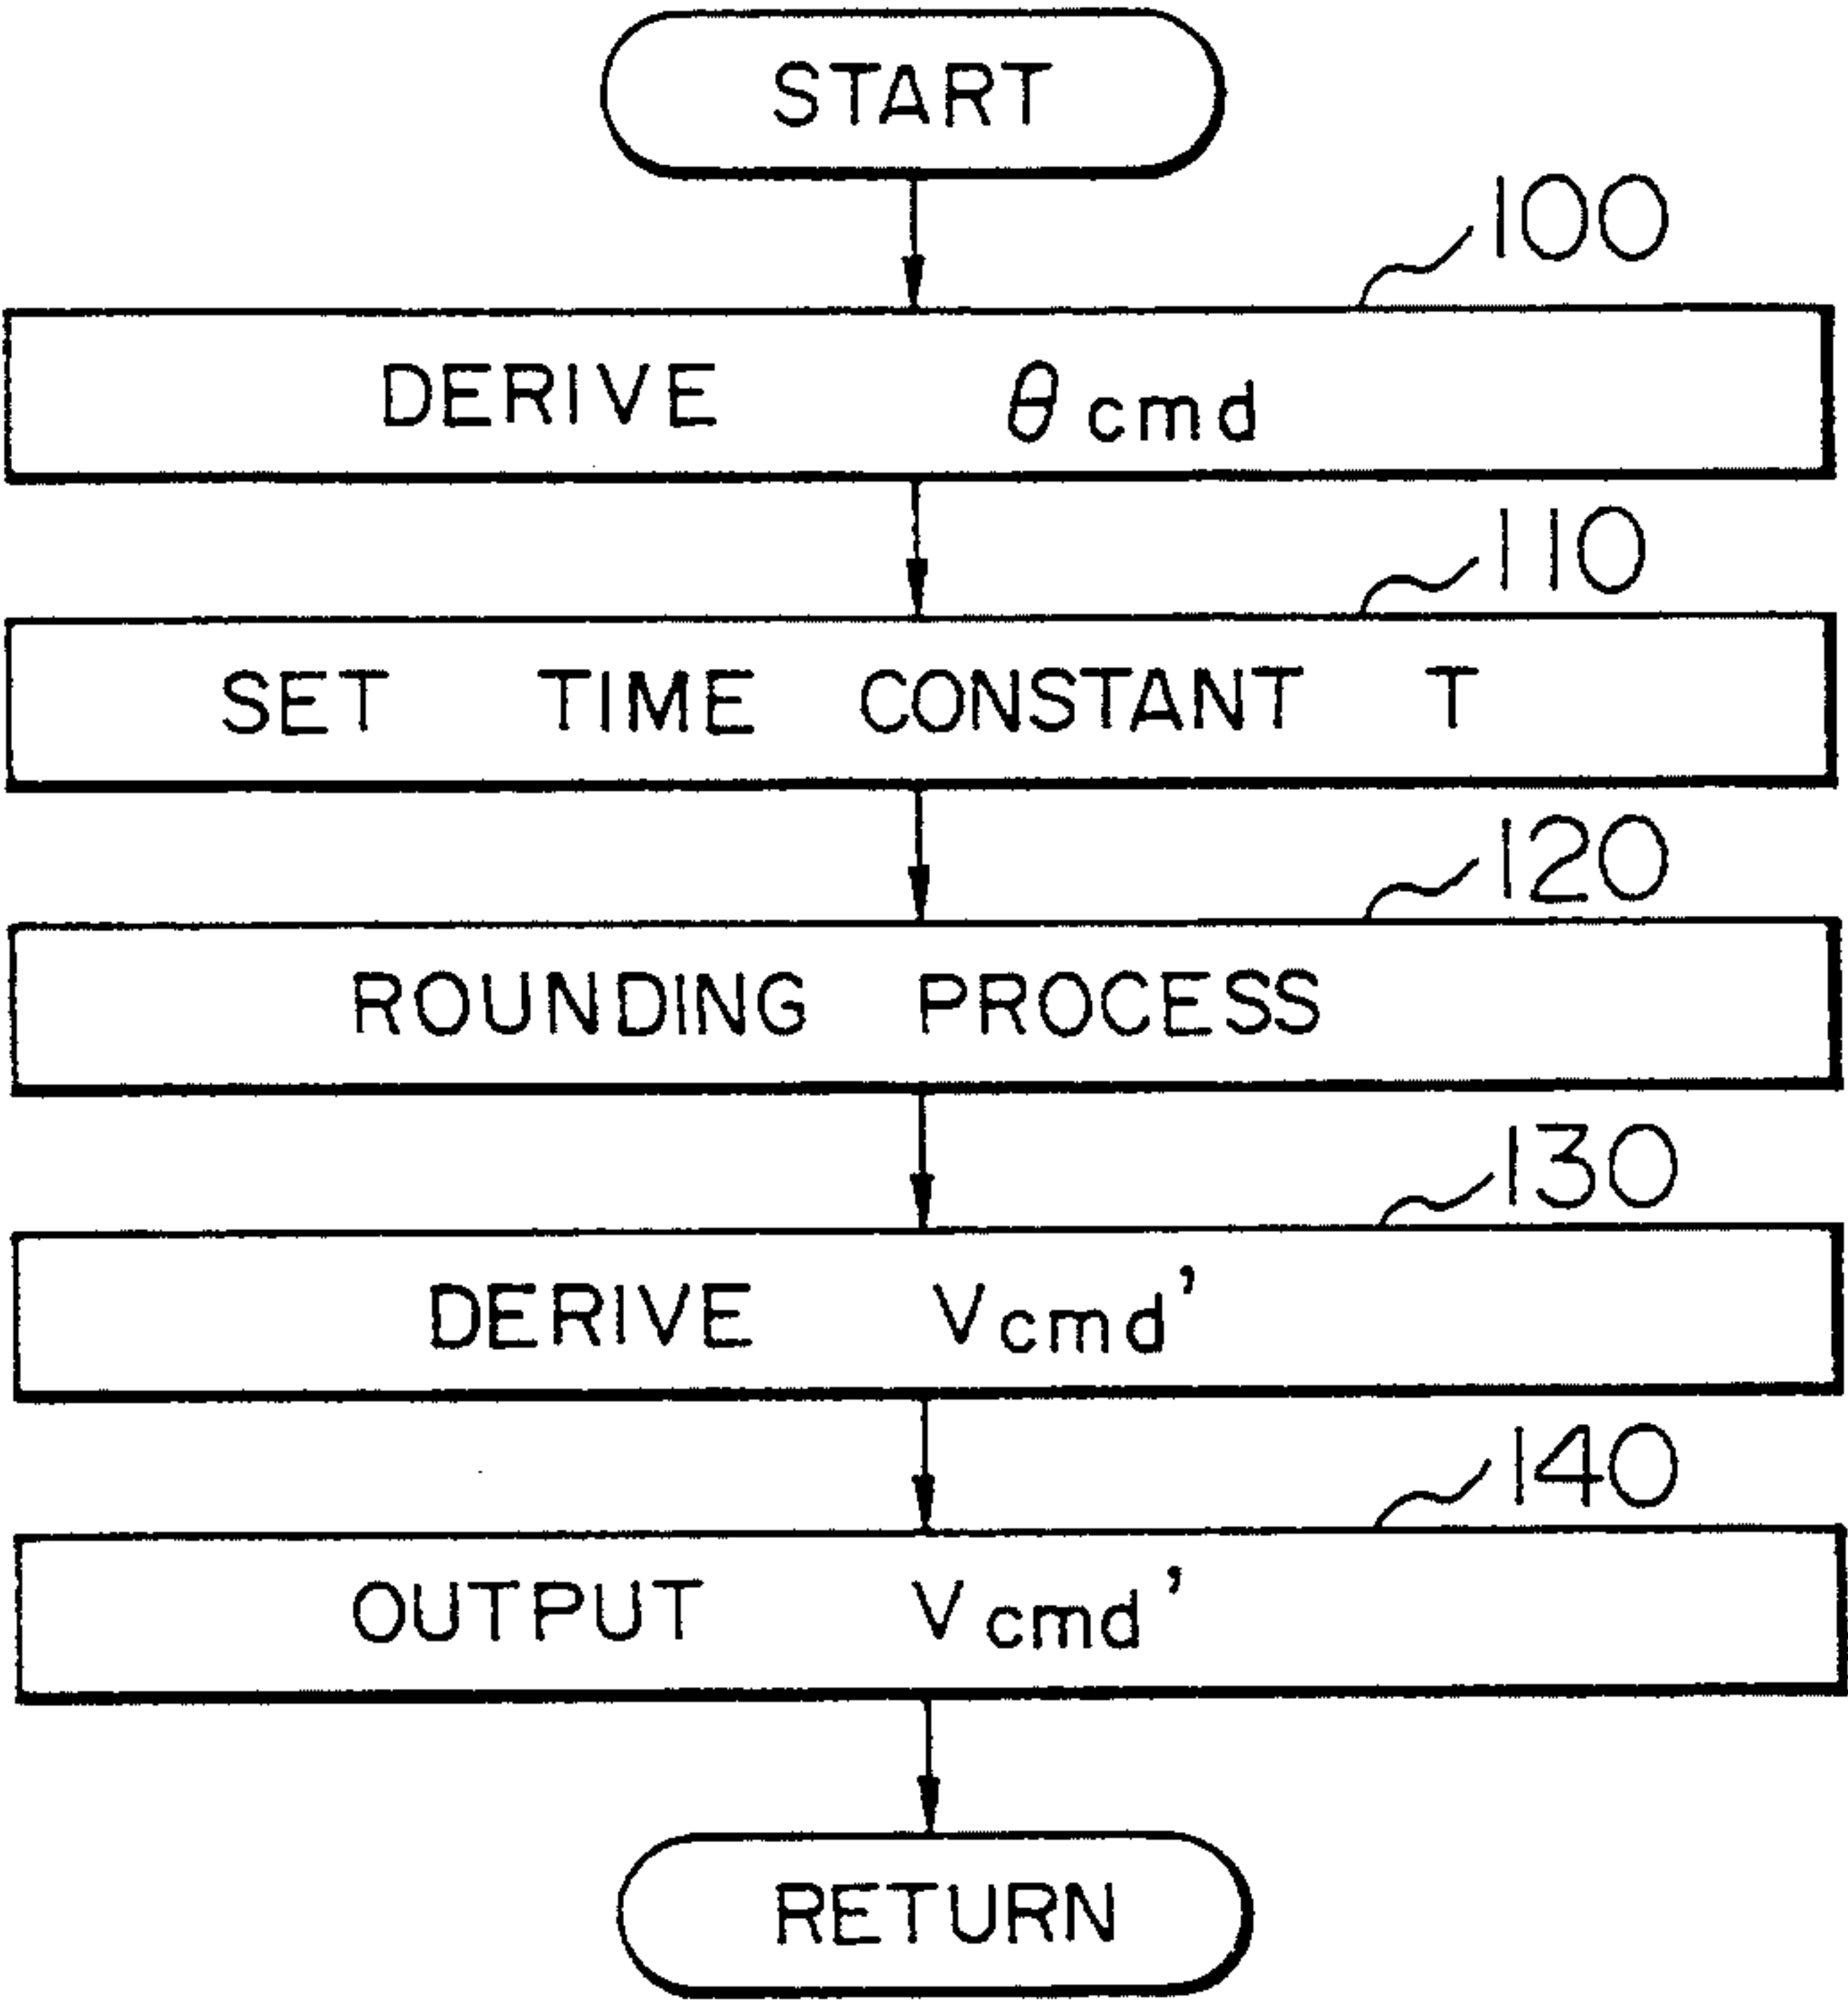 START
100
DERIVE θcmd
110
SET TIME CONSTANT T
120
ROUNDING PROCESS
130
DERIVE Vcmd'
140
OUTPUT Vcmd'
RETURN